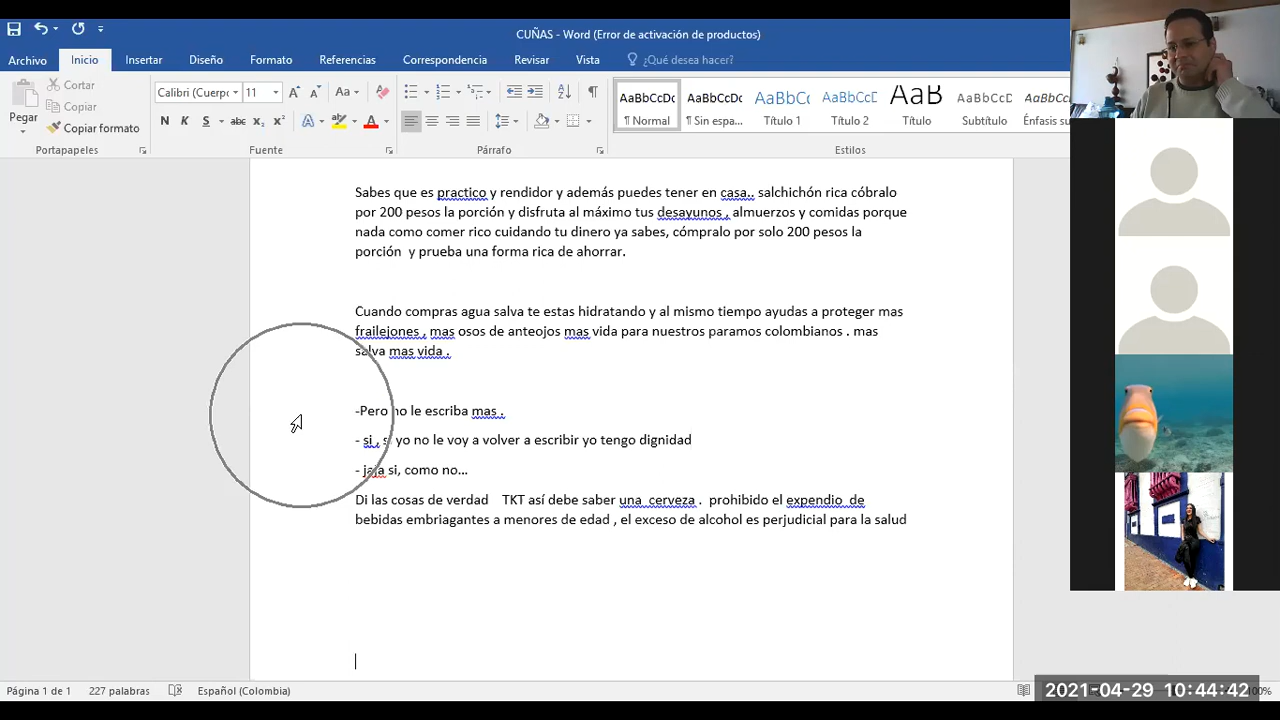 CUÑAS - Word (Error de activación de productos)
Archivo Inicio Insertar Diseño Formato Referencias Correspondencia Revisar Vista ¿Qué desea hacer?
Pegar
Cortar
Copiar
Copiar formato
Calibri (Cuerpo 11
Aa
N K S abc x₂ x²
A A
AaBbCcDc AaBbCcDc AaBbCc AaBbCcD AaB AaBbCcD AaBbCcD
¶ Normal ¶ Sin espa... Título 1 Título 2 Título Subtítulo Énfasis su
Portapapeles Fuente Párrafo Estilos
Sabes que es practico y rendidor y además puedes tener en casa.. salchichón rica cóbralo
por 200 pesos la porción y disfruta al máximo tus desayunos , almuerzos y comidas porque
nada como comer rico cuidando tu dinero ya sabes, cómpralo por solo 200 pesos la
porción y prueba una forma rica de ahorrar.
Cuando compras agua salva te estas hidratando y al mismo tiempo ayudas a proteger mas
frailejones , mas osos de anteojos mas vida para nuestros paramos colombianos . mas
salva mas vida .
-Pero no le escriba mas .
- si , si yo no le voy a volver a escribir yo tengo dignidad
- jaja si, como no...
Di las cosas de verdad TKT así debe saber una cerveza . prohibido el expendio de
bebidas embriagantes a menores de edad , el exceso de alcohol es perjudicial para la salud
Página 1 de 1 227 palabras Español (Colombia) 100%
2021-04-29 10:44:42